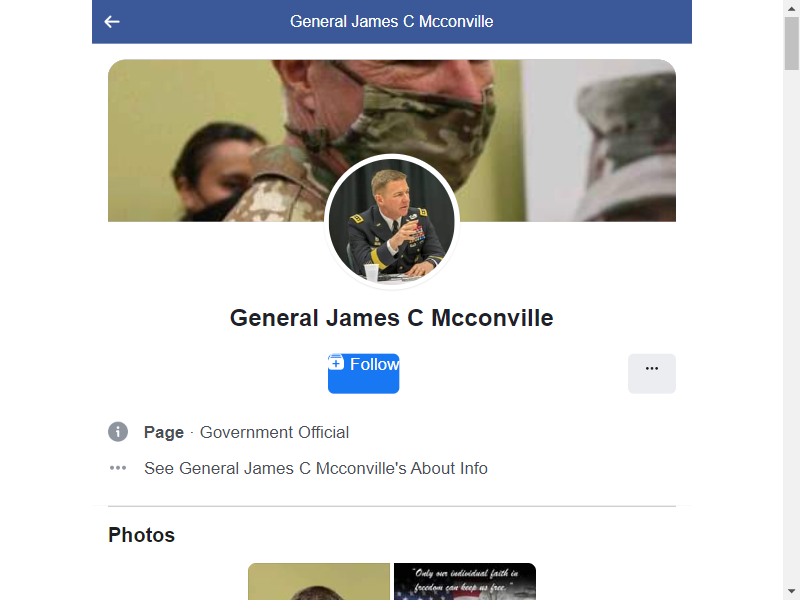 General James C Mcconville
General James C Mcconville
Follow
Page · Government Official
See General James C Mcconville's About Info
Photos
"Only our individual faith in
freedom can keep us free."